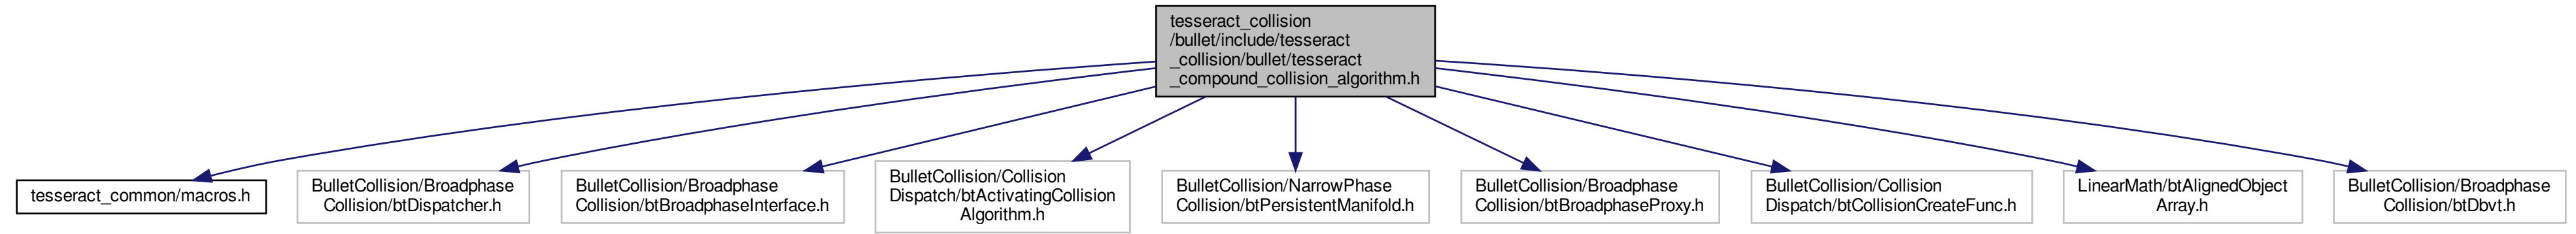 tesseract_collision
/bullet/include/tesseract
_collision/bullet/tesseract
_compound_collision_algorithm.h
tesseract_common/macros.h
BulletCollision/Broadphase
Collision/btDispatcher.h
BulletCollision/Broadphase
Collision/btBroadphaseInterface.h
BulletCollision/Collision
Dispatch/btActivatingCollision
Algorithm.h
BulletCollision/NarrowPhase
Collision/btPersistentManifold.h
BulletCollision/Broadphase
Collision/btBroadphaseProxy.h
BulletCollision/Collision
Dispatch/btCollisionCreateFunc.h
LinearMath/btAlignedObject
Array.h
BulletCollision/Broadphase
Collision/btDbvt.h